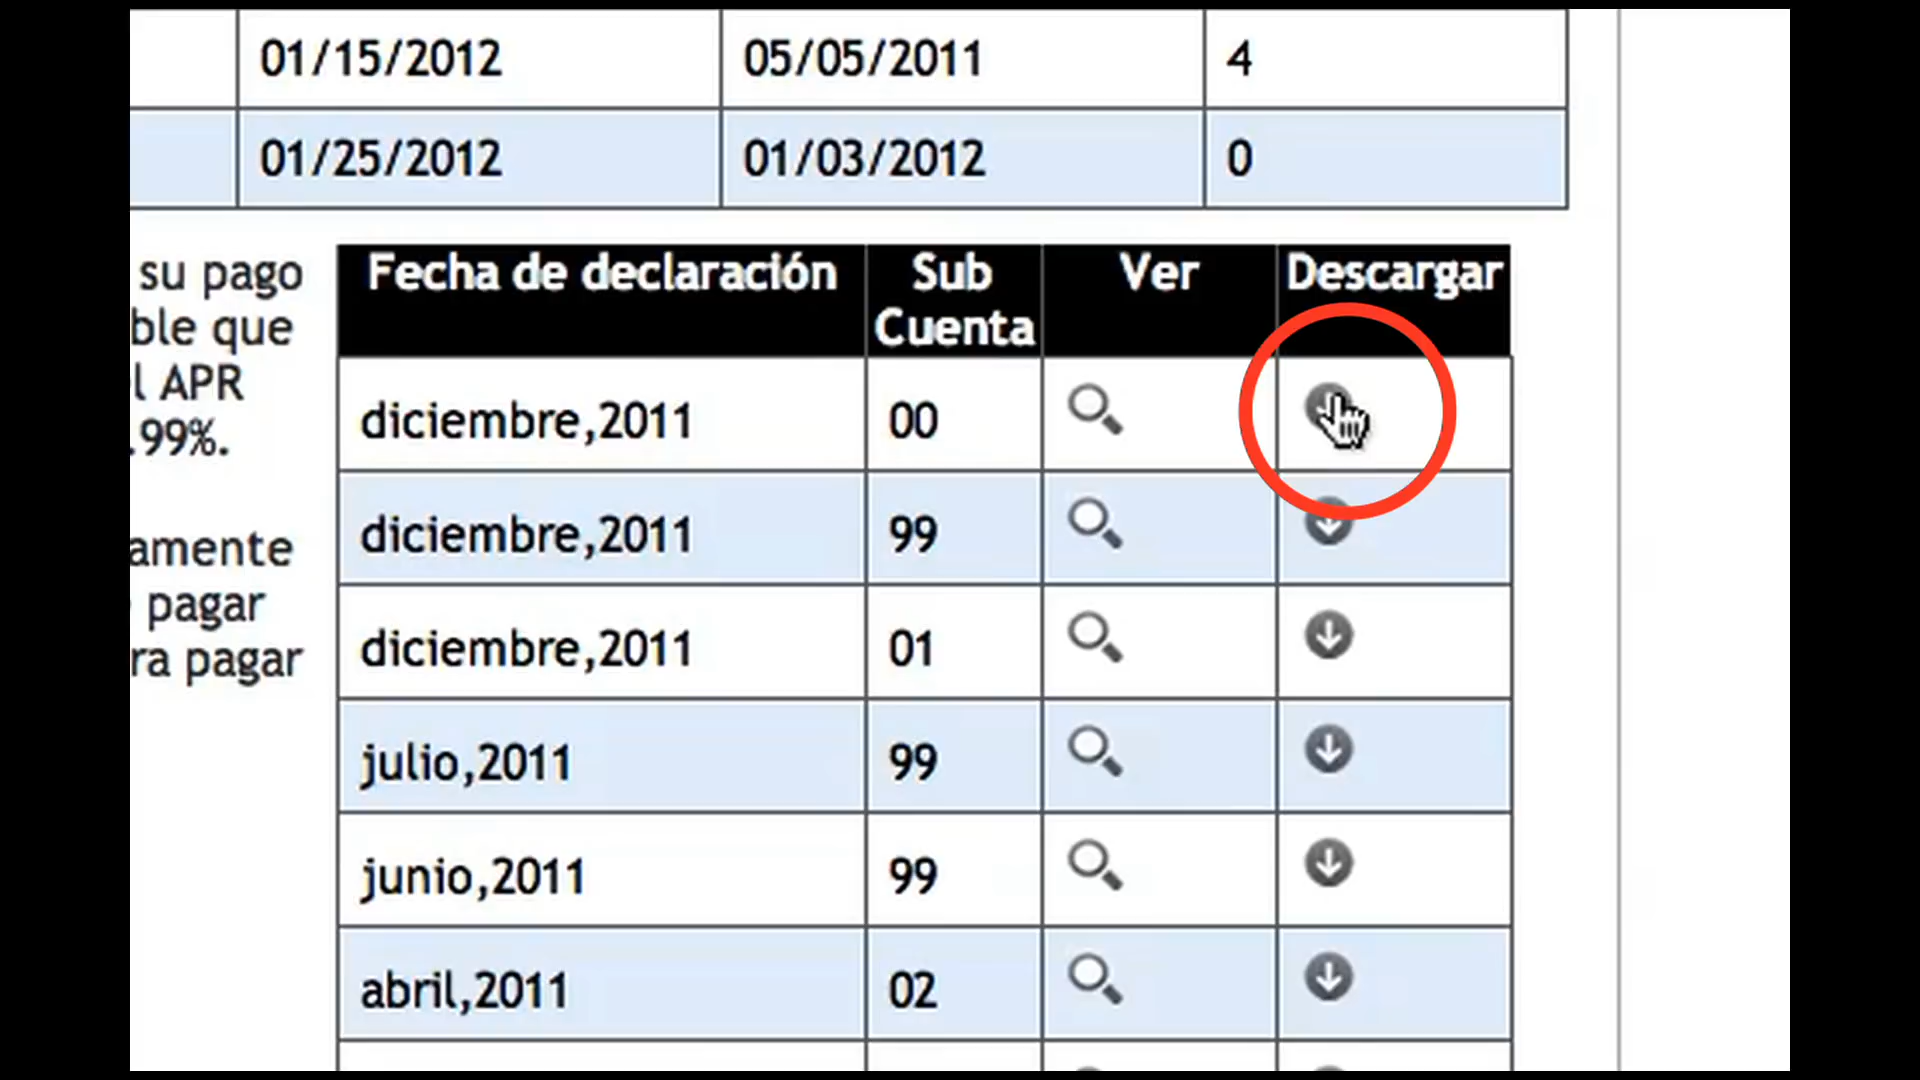 01/15/2012 05/05/2011 4
01/25/2012 01/03/2012 0
su pago
ble que
l APR
.99%.
amente
pagar
ra pagar
Fecha de declaración Sub Cuenta Ver Descargar
diciembre,2011 00
diciembre,2011 99
diciembre,2011 01
julio,2011 99
junio,2011 99
abril,2011 02